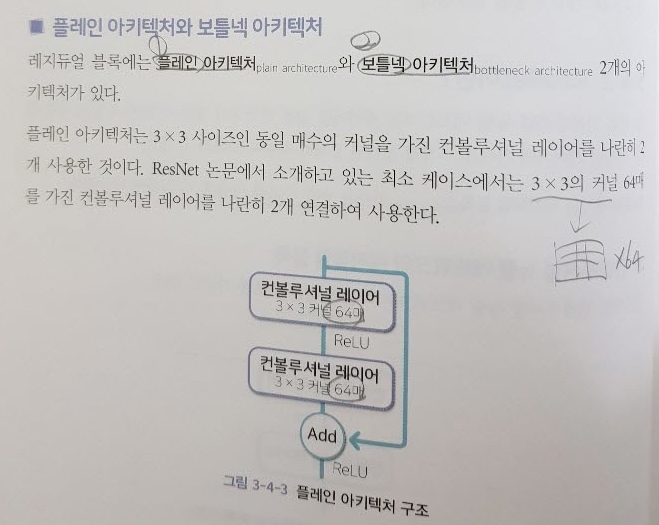 ■ 플레인 아키텍처와 보틀넥 아키텍처
① ②
레지듀얼 블록에는 플레인 아키텍처plain architecture와 보틀넥 아키텍처bottleneck architecture 2개의 아
키텍처가 있다.
플레인 아키텍처는 3×3 사이즈인 동일 매수의 커널을 가진 컨볼루셔널 레이어를 나란히 2
개 사용한 것이다. ResNet 논문에서 소개하고 있는 최소 케이스에서는 3×3의 커널 64매
를 가진 컨볼루셔널 레이어를 나란히 2개 연결하여 사용한다.
×64
컨볼루셔널 레이어
3×3 커널 64매
ReLU
컨볼루셔널 레이어
3×3 커널 64매
Add
ReLU
그림 3-4-3 플레인 아키텍처 구조